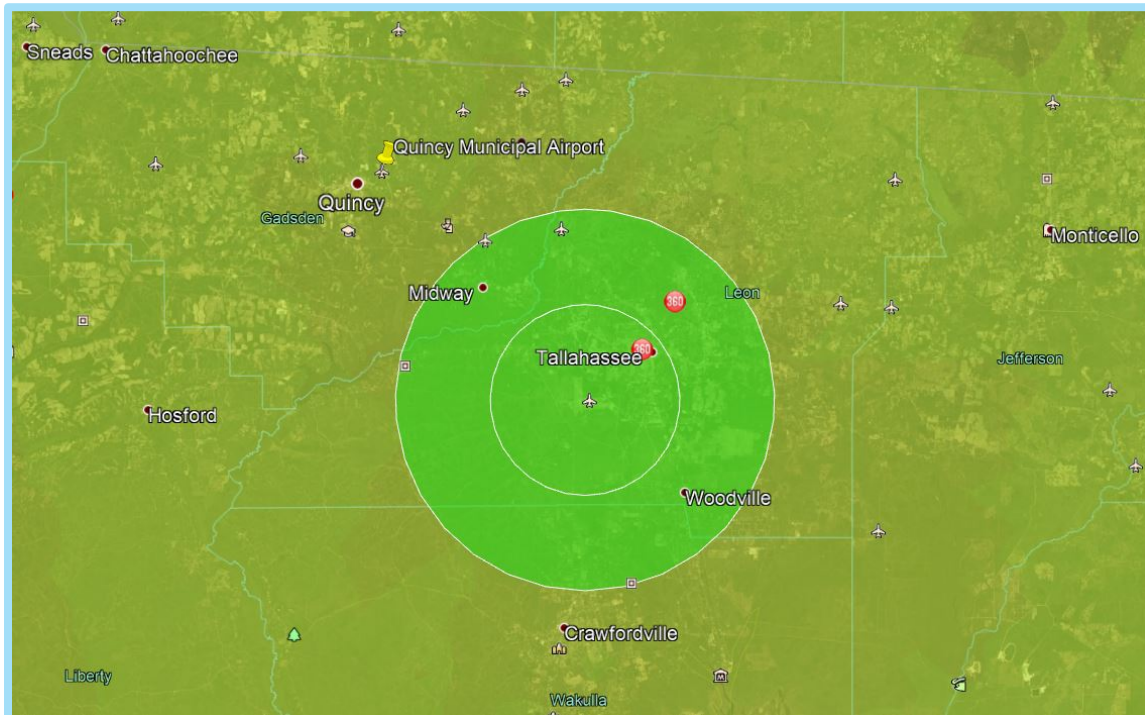 Sneads
Chattahoochee
Quincy Municipal Airport
Quincy
Gadsden
Monticello
Midway
Leon
360
360
Tallahassee
Jefferson
Hosford
Woodville
Crawfordville
Liberty
Wakulla